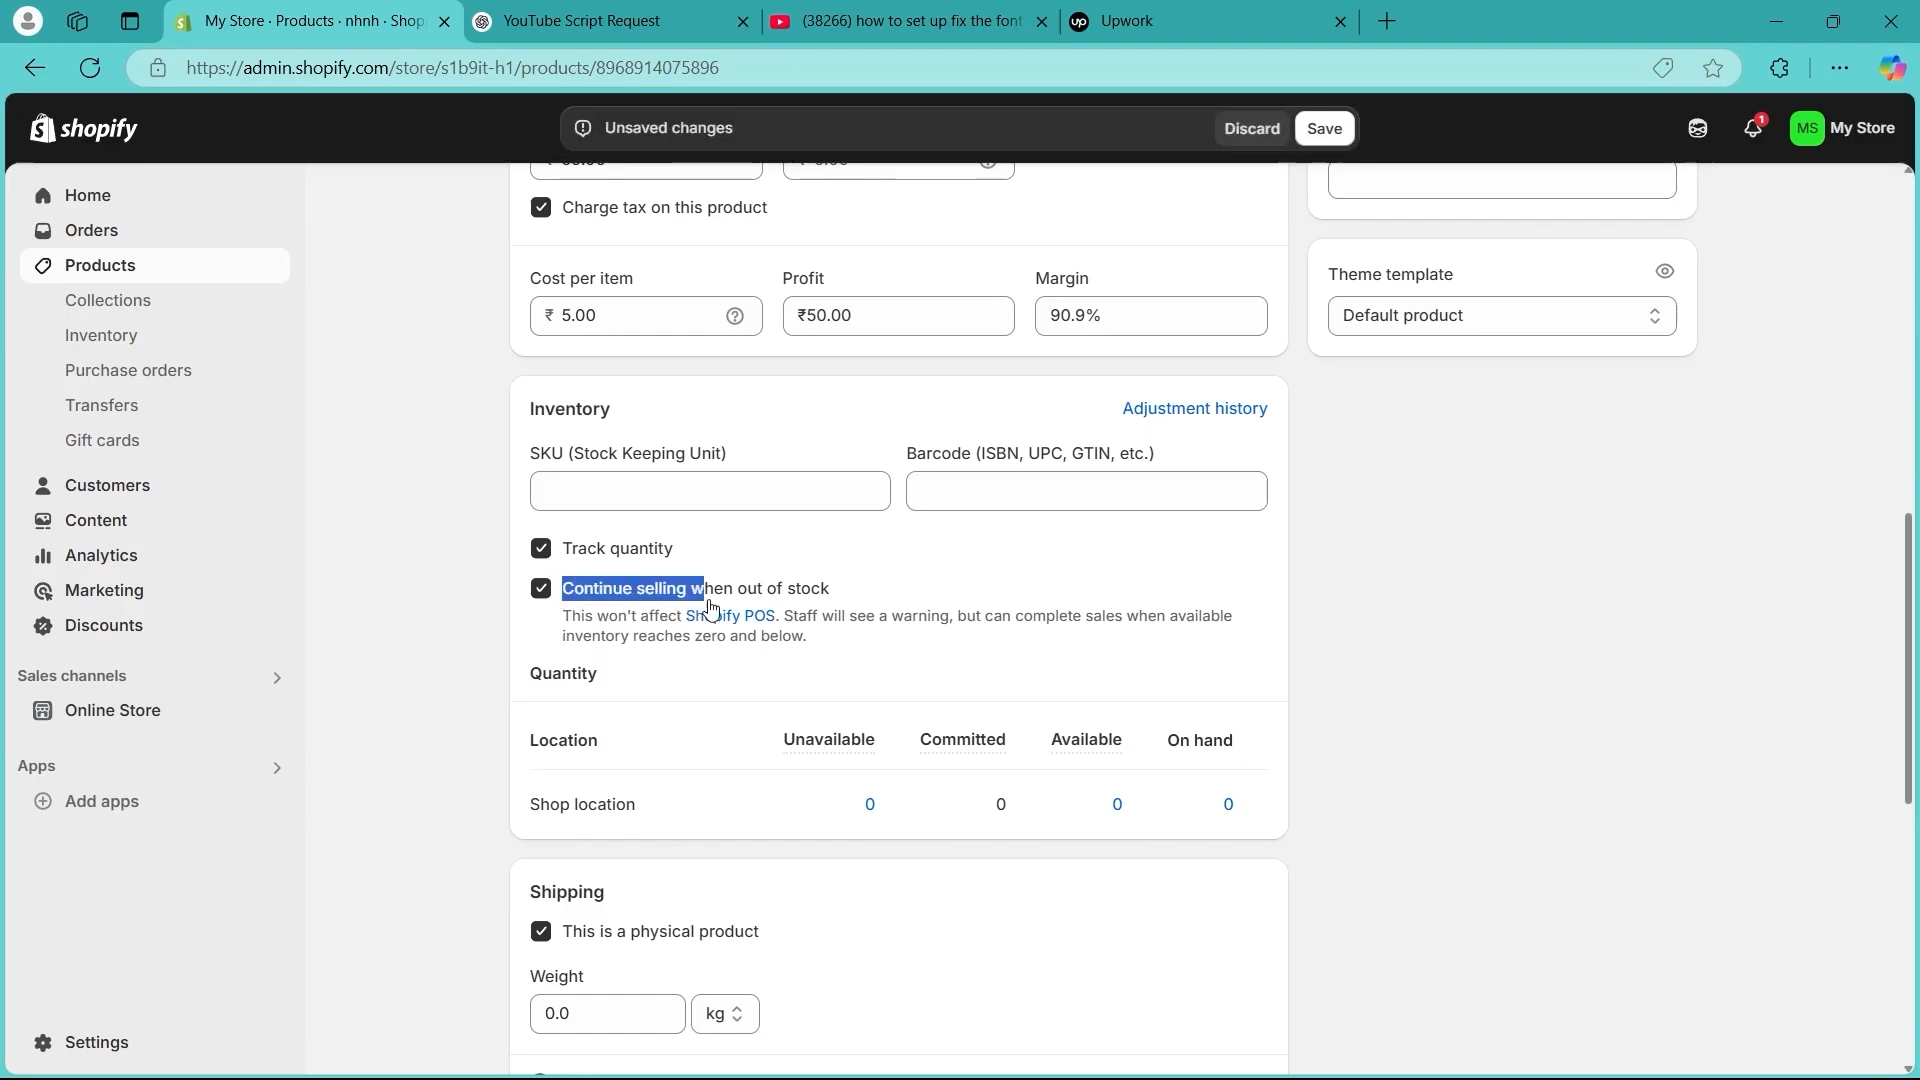 My Store · Products · nhnh · Shop
YouTube Script Request
(38266) how to set up fix the font
Upwork
https://admin.shopify.com/store/s1b9it-h1/products/8968914075896
shopify
Unsaved changes
Discard
Save
1
MS
My Store
Home
Orders
Products
Collections
Inventory
Purchase orders
Transfers
Gift cards
Customers
Content
Analytics
Marketing
Discounts
Sales channels
Online Store
Apps
Add apps
Settings
Charge tax on this product
Cost per item
Profit
Margin
₹ 5.00
₹50.00
90.9%
Theme template
Default product
Inventory
Adjustment history
SKU (Stock Keeping Unit)
Barcode (ISBN, UPC, GTIN, etc.)
Track quantity
Continue selling when out of stock
This won't affect Shopify POS. Staff will see a warning, but can complete sales when available
inventory reaches zero and below.
Quantity
Location
Unavailable
Committed
Available
On hand
Shop location
0
0
0
0
Shipping
This is a physical product
Weight
0.0
kg